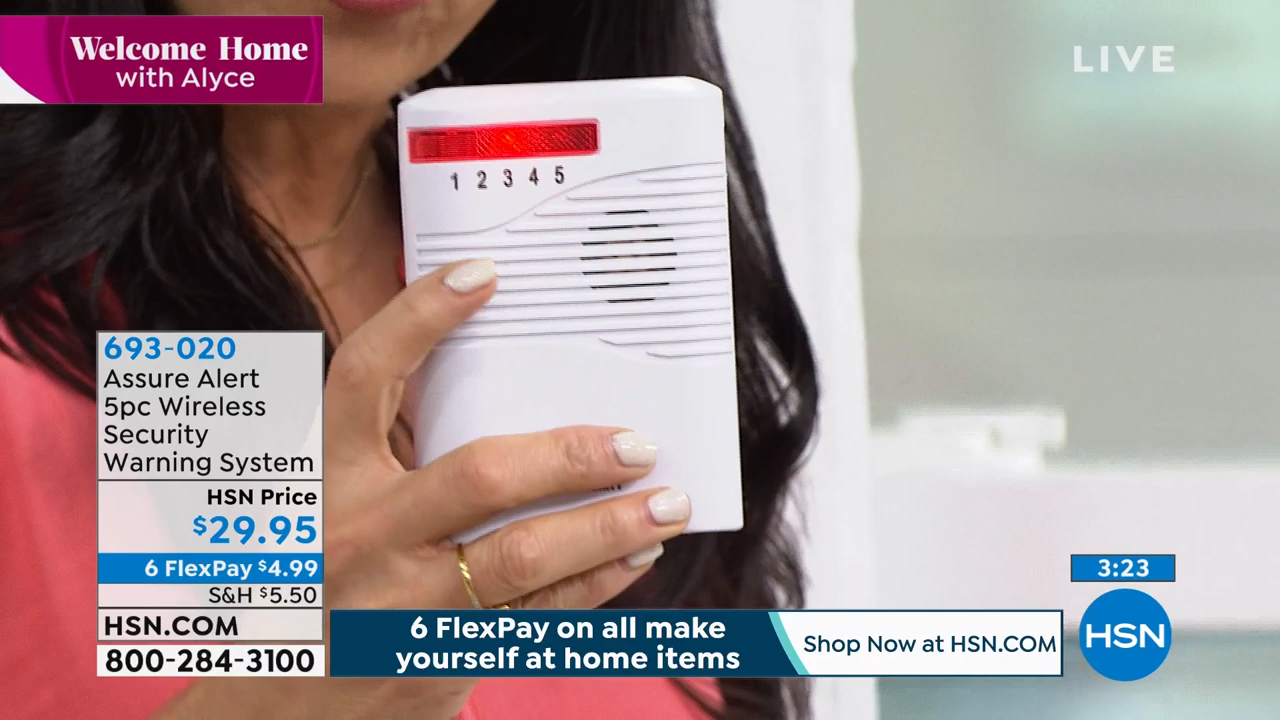 Welcome Home
with Alyce
LIVE
1 2 3 4 5
693-020
Assure Alert
5pc Wireless
Security
Warning System
HSN Price
$29.95
6 FlexPay $4.99
S&H $5.50
HSN.COM
800-284-3100
6 FlexPay on all make
yourself at home items
Shop Now at HSN.COM
3:23
HSN